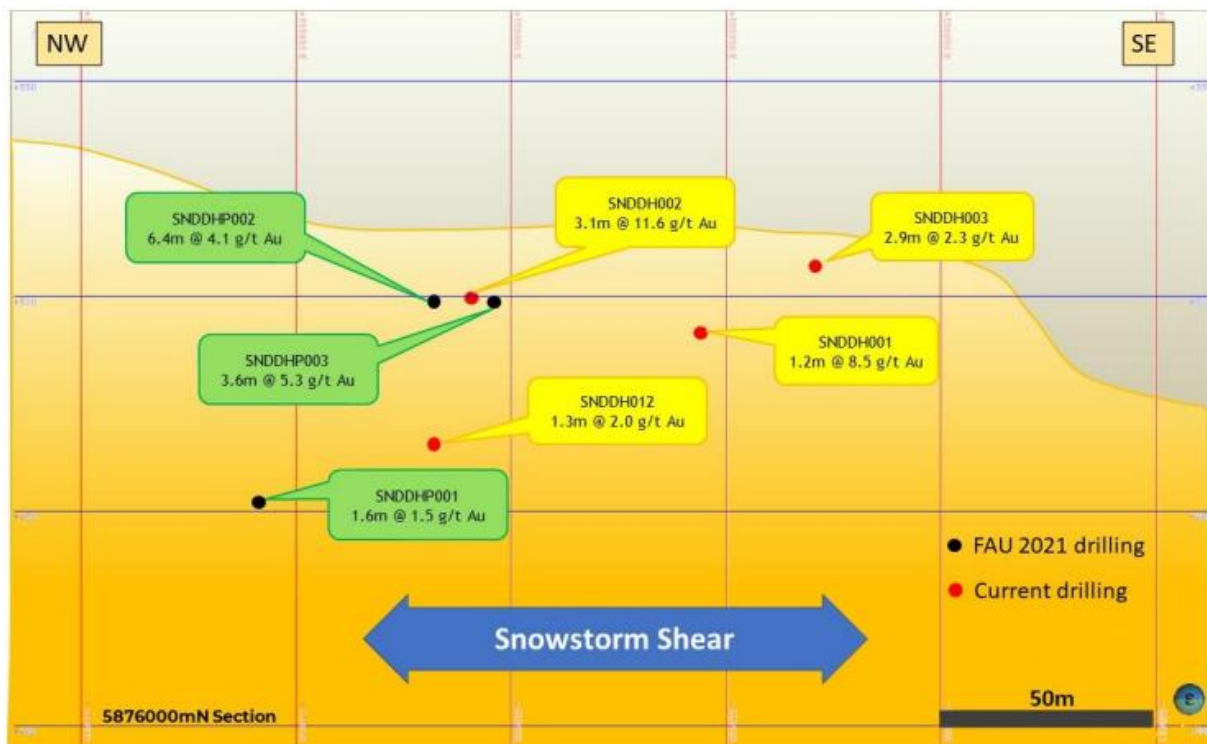 NW
SE
SNDDHP002
6.4m @ 4.1 g/t Au
SNDDH002
3.1m @ 11.6 g/t Au
SNDDH003
2.9m @ 2.3 g/t Au
SNDDHP003
3.6m @ 5.3 g/t Au
SNDDH001
1.2m @ 8.5 g/t Au
SNDDH012
1.3m @ 2.0 g/t Au
SNDDHP001
1.6m @ 1.5 g/t Au
FAU 2021 drilling
Current drilling
Snowstorm Shear
5876000mN Section
50m